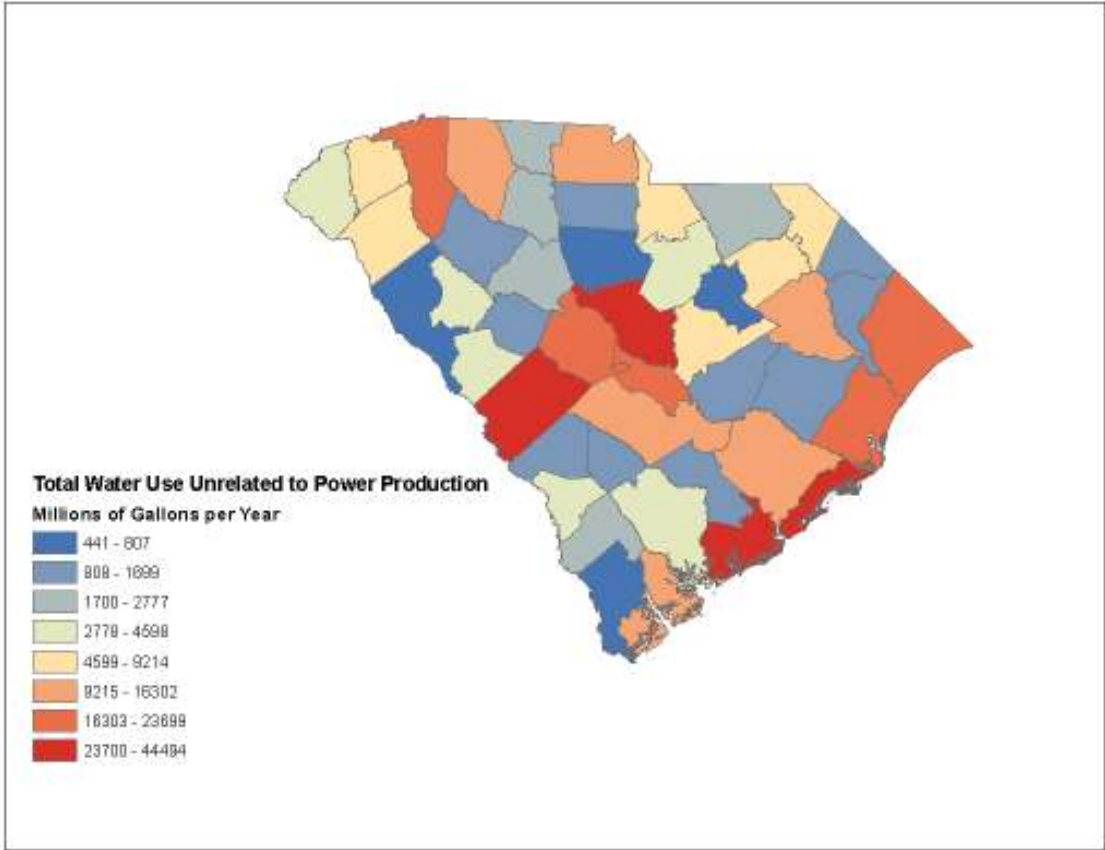 Total Water Use Unrelated to Power Production
Millions of Gallons per Year
441 - 807
808 - 1699
1700 - 2777
2778 - 4598
4599 - 9214
9215 - 16302
16303 - 23699
23700 - 44494